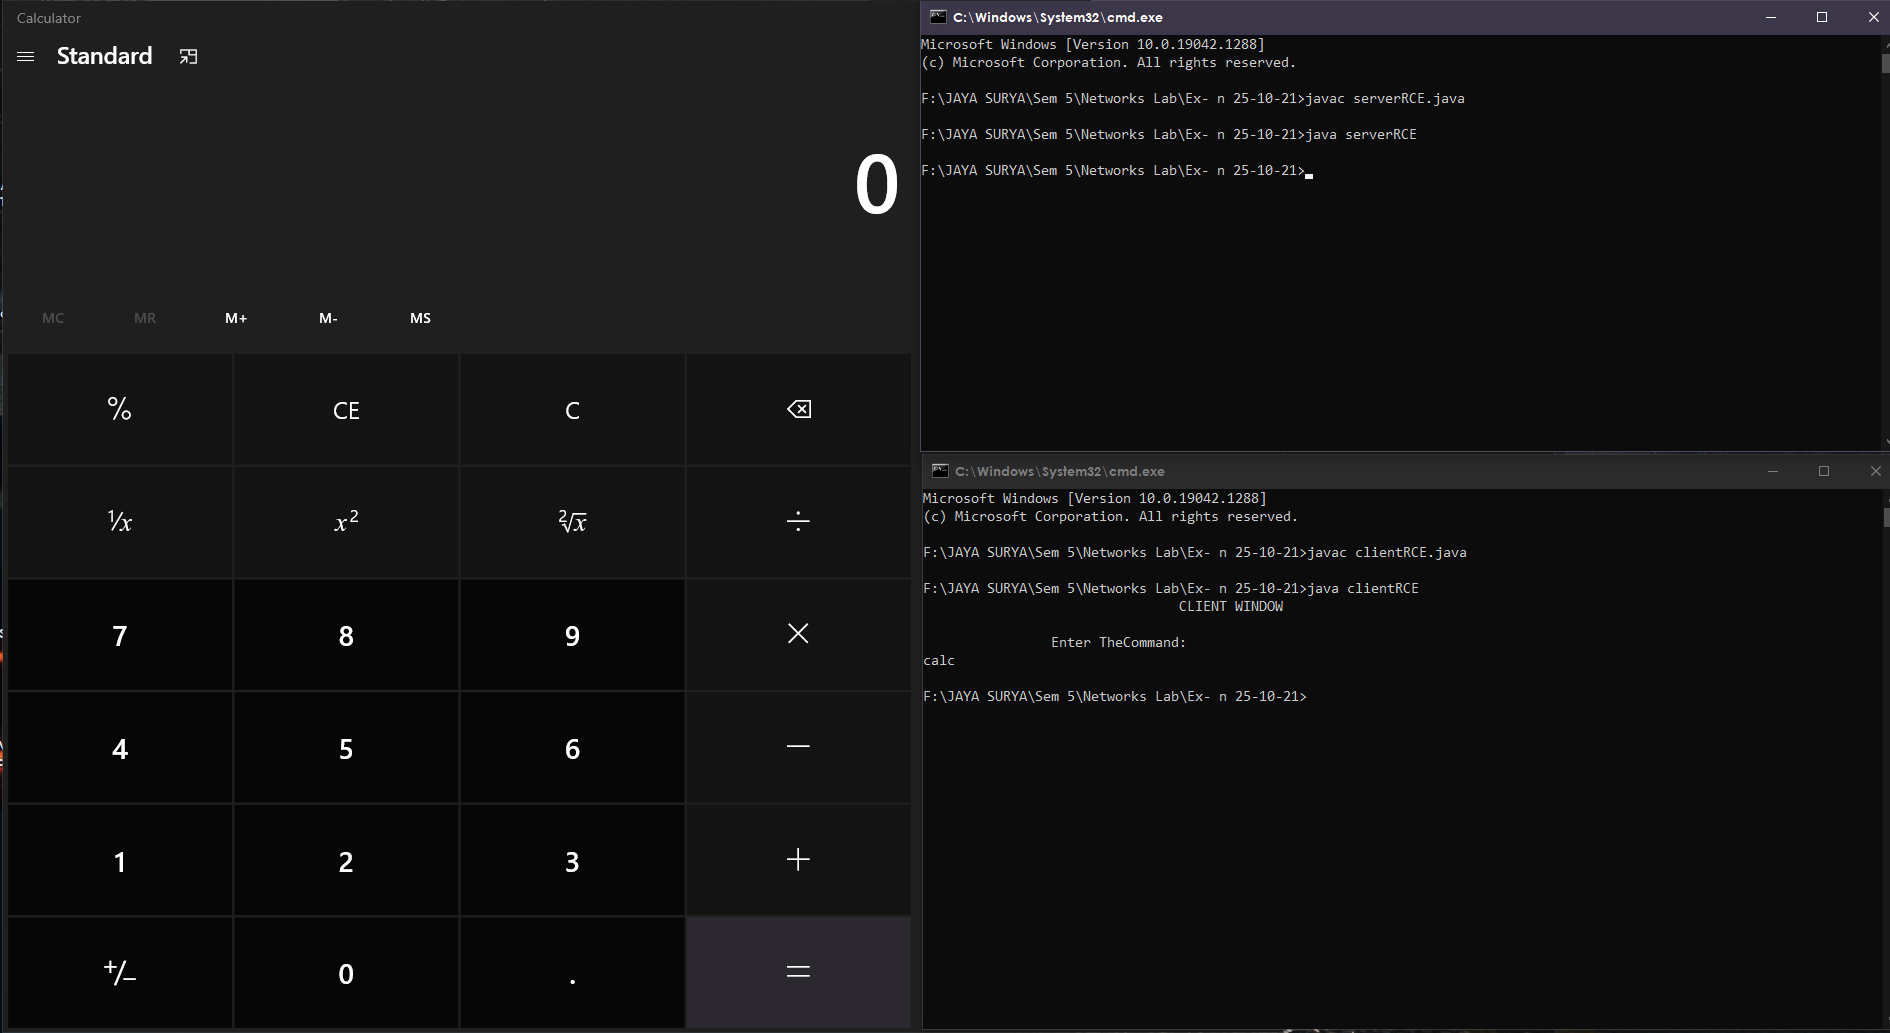 Calculator
Standard
0
MC MR M+ M- MS
% CE C
1/x x2 2√x ÷
7 8 9 ×
4 5 6 −
1 2 3 +
+/− 0 . =
C:\Windows\System32\cmd.exe
Microsoft Windows [Version 10.0.19042.1288]
(c) Microsoft Corporation. All rights reserved.
F:\JAYA SURYA\Sem 5\Networks Lab\Ex- n 25-10-21>javac serverRCE.java
F:\JAYA SURYA\Sem 5\Networks Lab\Ex- n 25-10-21>java serverRCE
F:\JAYA SURYA\Sem 5\Networks Lab\Ex- n 25-10-21>
C:\Windows\System32\cmd.exe
Microsoft Windows [Version 10.0.19042.1288]
(c) Microsoft Corporation. All rights reserved.
F:\JAYA SURYA\Sem 5\Networks Lab\Ex- n 25-10-21>javac clientRCE.java
F:\JAYA SURYA\Sem 5\Networks Lab\Ex- n 25-10-21>java clientRCE
CLIENT WINDOW
Enter TheCommand:
calc
F:\JAYA SURYA\Sem 5\Networks Lab\Ex- n 25-10-21>